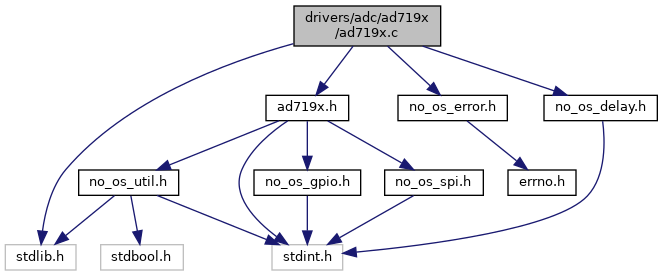 drivers/adc/ad719x
/ad719x.c
ad719x.h
no_os_error.h
no_os_delay.h
no_os_util.h
no_os_gpio.h
no_os_spi.h
errno.h
stdlib.h
stdbool.h
stdint.h